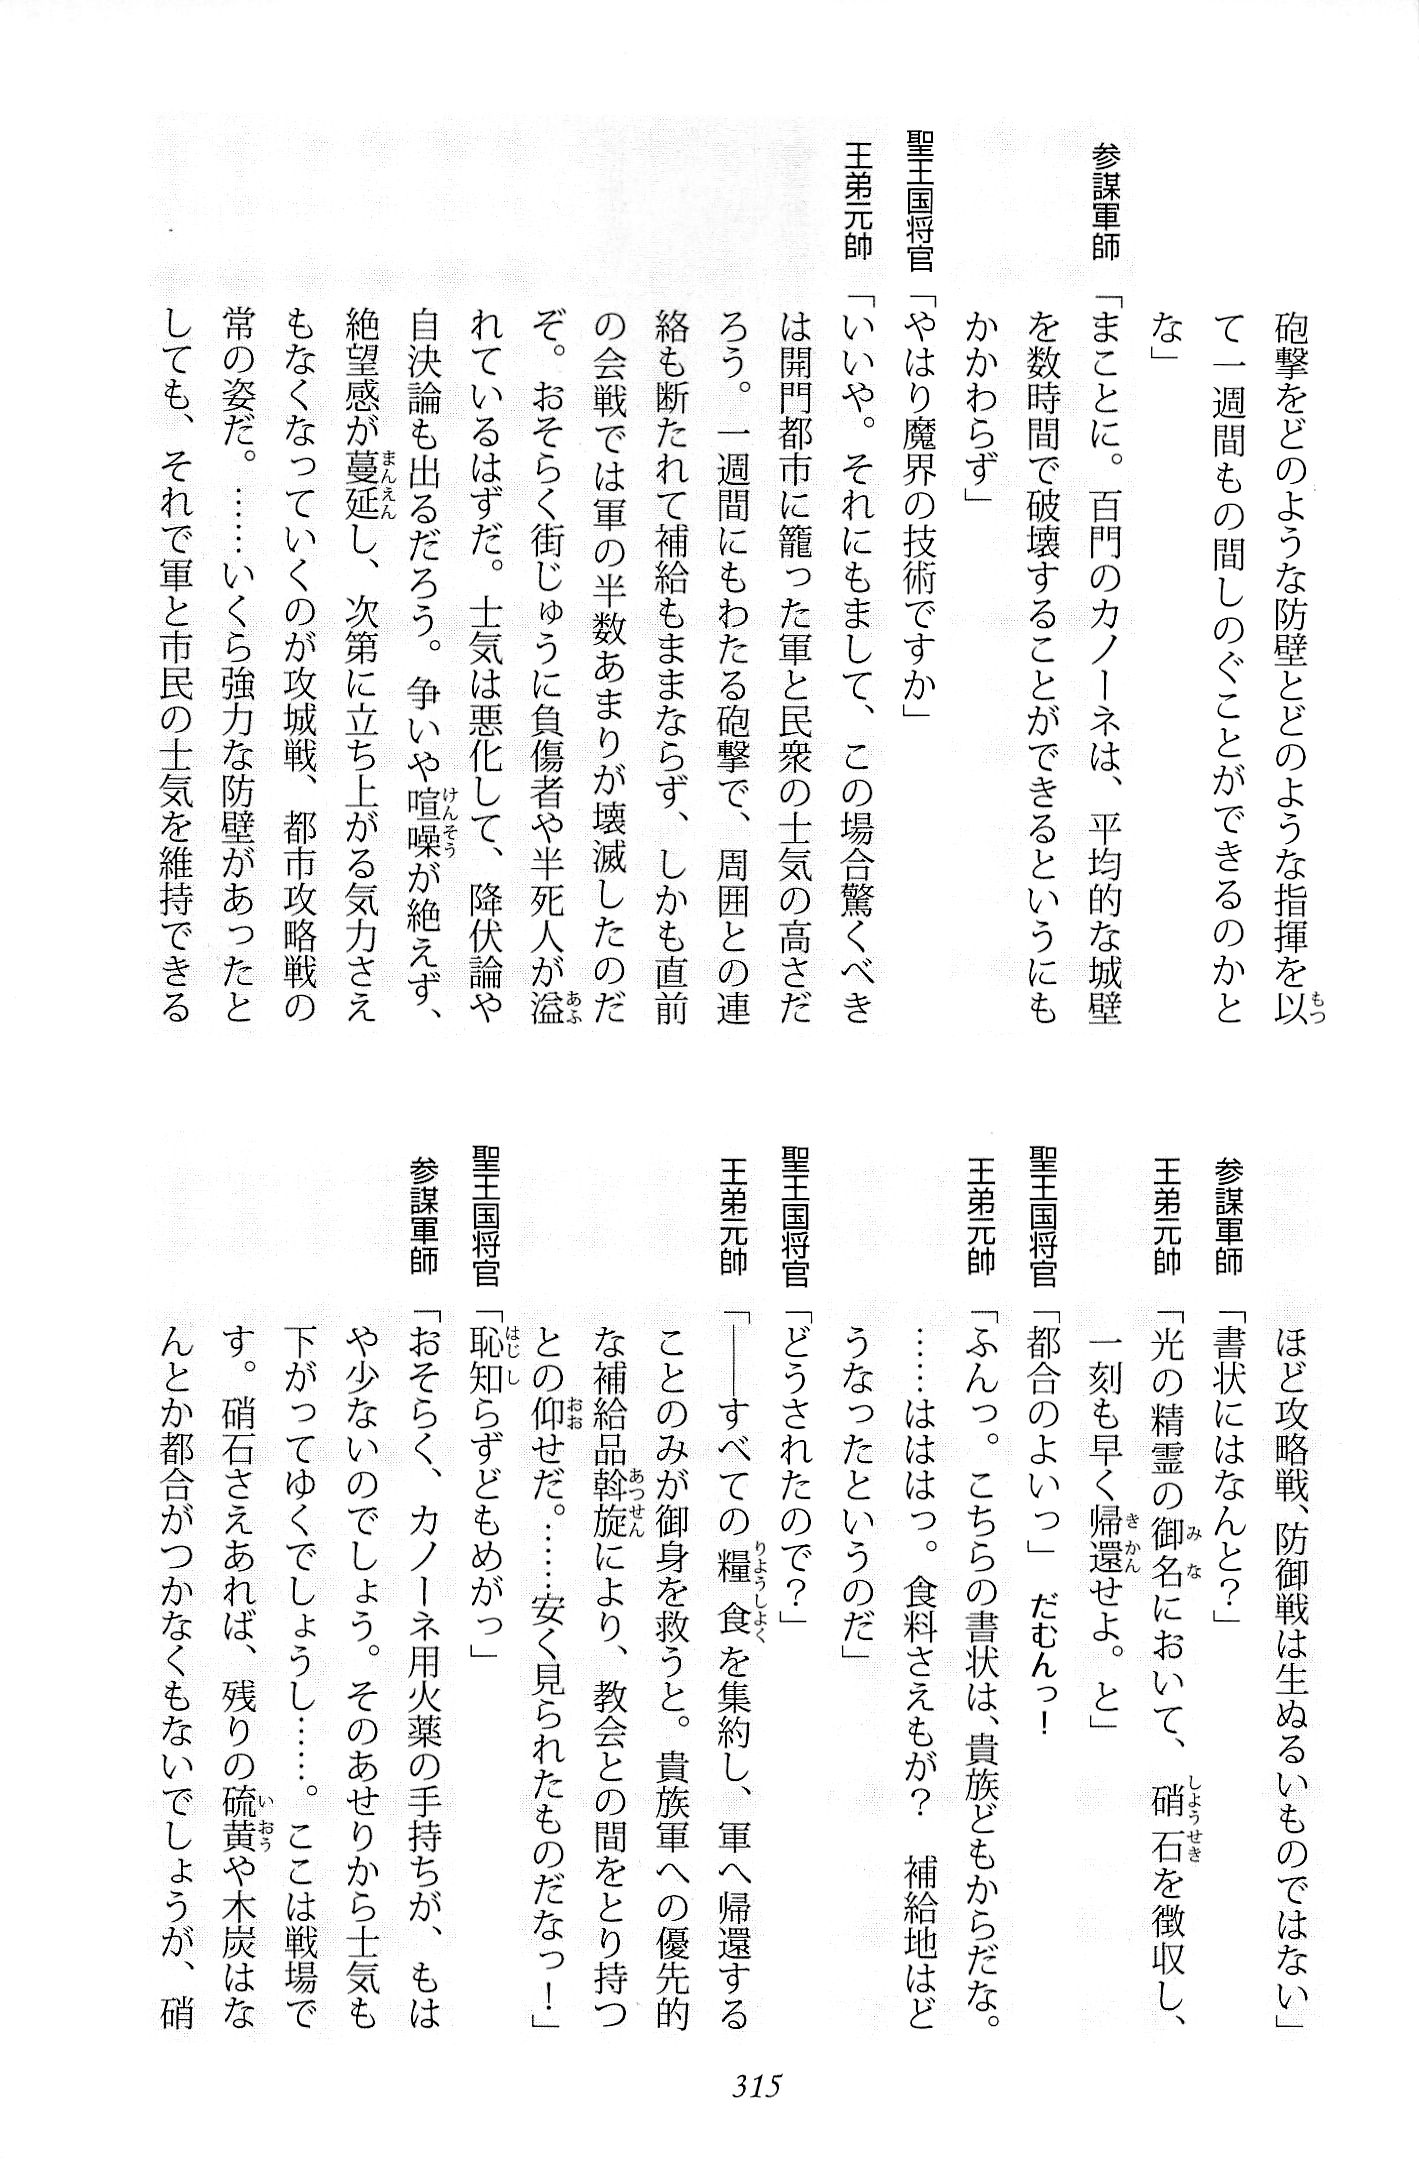 砲撃をどのような防壁とどのような指揮を以
て一週間もの間しのぐことができるのかと
な」
参謀軍師「まことに。百門のカノーネは、平均的な城壁
を数時間で破壊することができるというにも
かかわらず」
聖王国将官「やはり魔界の技術ですか」
王弟元帥「いいや。それにもまして、この場合驚くべき
は開門都市に籠った軍と民衆の士気の高さだ
ろう。一週間にもわたる砲撃で、周囲との連
絡も断たれて補給もままならず、しかも直前
の会戦では軍の半数あまりが壊滅したのだ
ぞ。おそらく街じゅうに負傷者や半死人が溢
れているはずだ。士気は悪化して、降伏論や
自決論も出るだろう。争いや喧噪が絶えず、
絶望感が蔓延し、次第に立ち上がる気力さえ
もなくなっていくのが攻城戦、都市攻略戦の
常の姿だ。……いくら強力な防壁があったと
しても、それで軍と市民の士気を維持できる
ほど攻略戦、防御戦は生ぬるいものではない」
参謀軍師「書状にはなんと？」
王弟元帥「光の精霊の御名において、硝石を徴収し、
一刻も早く帰還せよ。と」
聖王国将官「都合のよいっ」だむんっ！
王弟元帥「ふんっ。こちらの書状は、貴族どもからだな。
……はははっ。食料さえもが？　補給地はど
うなったというのだ」
聖王国将官「どうされたので？」
王弟元帥「――すべての糧食を集約し、軍へ帰還する
ことのみが御身を救うと。貴族軍への優先的
な補給品斡旋により、教会との間をとり持つ
との仰せだ。……安く見られたものだなっ！」
聖王国将官「恥知らずどもめがっ」
参謀軍師「おそらく、カノーネ用火薬の手持ちが、もは
や少ないのでしょう。そのあせりから士気も
下がってゆくでしょうし……。ここは戦場で
す。硝石さえあれば、残りの硫黄や木炭はな
んとか都合がつかなくもないでしょうが、硝
315